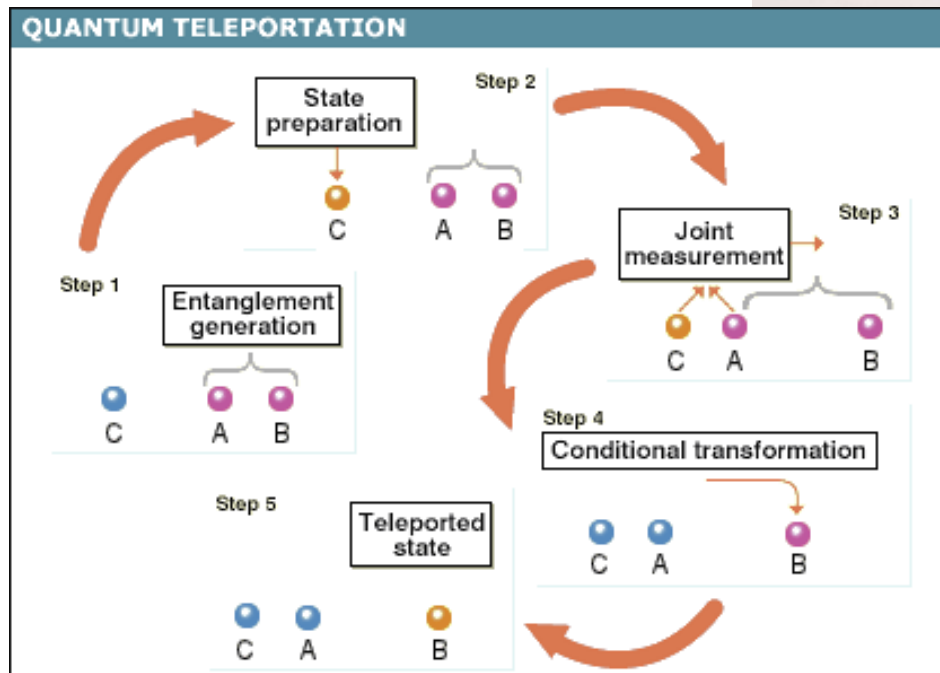 QUANTUM TELEPORTATION
Step 1
Entanglement
generation
C A B
Step 2
State
preparation
C A B
Step 3
Joint
measurement
C A B
Step 4
Conditional transformation
C A B
Step 5
Teleported
state
C A B